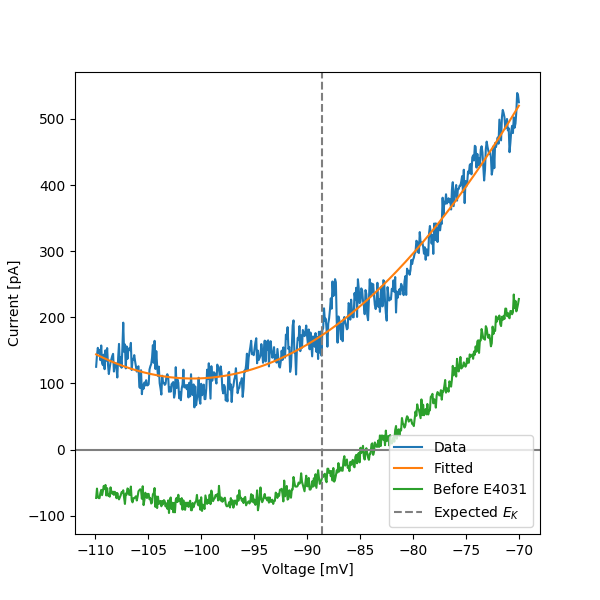 500
400
300
200
100
0
−100
Current [pA]
−110 −105 −100 −95 −90 −85 −80 −75 −70
Voltage [mV]
Data
Fitted
Before E4031
Expected E_K